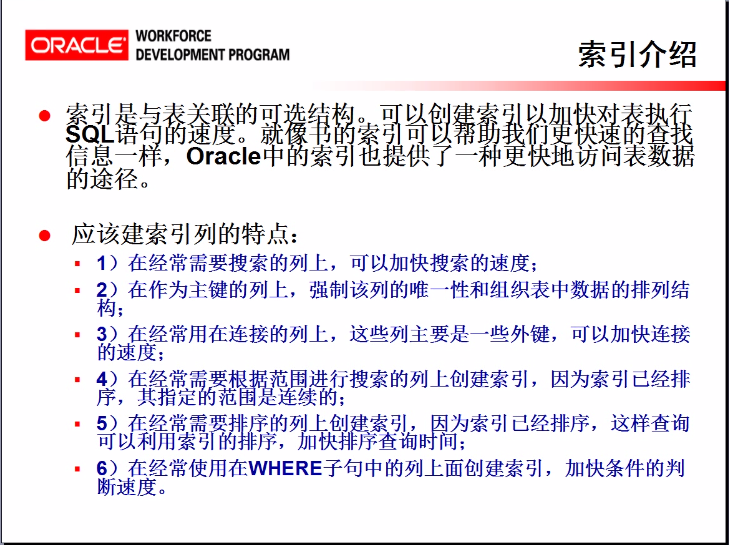 ORACLE
WORKFORCE
DEVELOPMENT PROGRAM
索引介绍
索引是与表关联的可选结构。可以创建索引以加快对表执行
SQL语句的速度。就像书的索引可以帮助我们更快速的查找
信息一样，Oracle中的索引也提供了一种更快地访问表数据
的途径。
应该建索引列的特点：
1）在经常需要搜索的列上，可以加快搜索的速度；
2）在作为主键的列上，强制该列的唯一性和组织表中数据的排列结
构；
3）在经常用在连接的列上，这些列主要是一些外键，可以加快连接
的速度；
4）在经常需要根据范围进行搜索的列上创建索引，因为索引已经排
序，其指定的范围是连续的；
5）在经常需要排序的列上创建索引，因为索引已经排序，这样查询
可以利用索引的排序，加快排序查询时间；
6）在经常使用在WHERE子句中的列上面创建索引，加快条件的判
断速度。